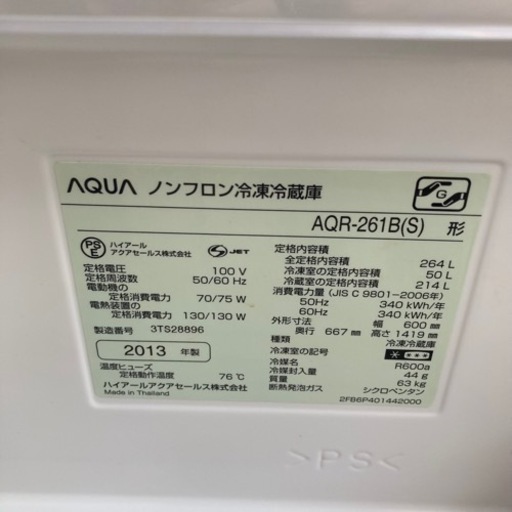 AQUA ノンフロン冷凍冷蔵庫
G
AQR-261B(S) 形
PSE
ハイアール
アクアセールス株式会社
S JET
定格電圧 100 V
定格周波数 50/60 Hz
電動機の
定格消費電力 70/75 W
電熱装置の
定格消費電力 130/130 W
製造番号 3TS28896
2013 年製
温度ヒューズ
定格動作温度 76℃
ハイアールアクアセールス株式会社
Made in Thailand
定格内容積
全定格内容積 264 L
冷凍室の定格内容積 50 L
冷蔵室の定格内容積 214 L
消費電力量 (JIS C 9801-2006年)
50Hz 340 kWh/年
60Hz 340 kWh/年
外形寸法 幅 600 mm
奥行 667 mm 高さ 1419 mm
種類 冷凍冷蔵庫
冷凍室の記号
冷媒名 R600a
冷媒封入量 44 g
質量 63 kg
断熱発泡ガス シクロペンタン
2FB6P401442000
>PS<